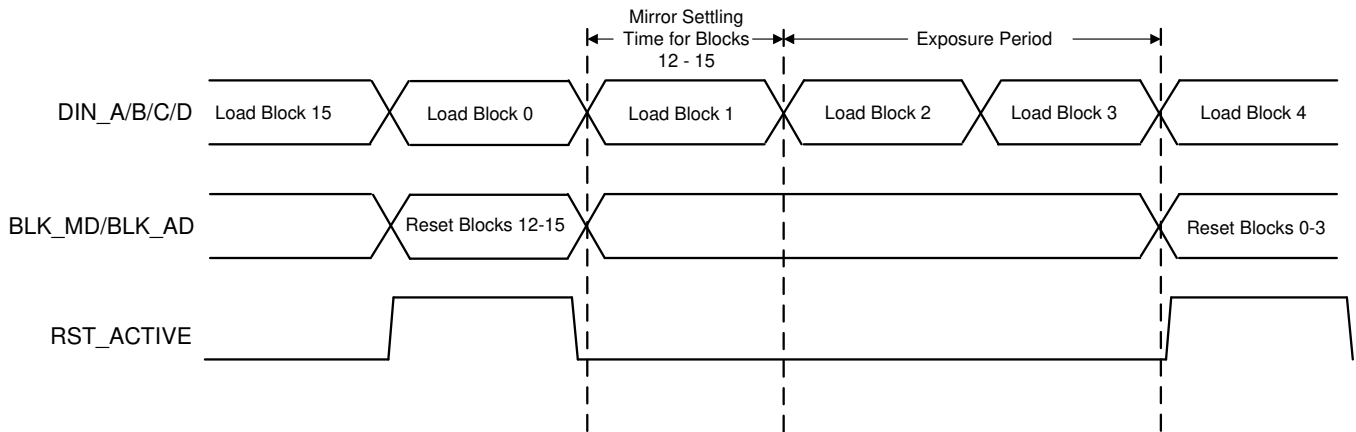 Mirror Settling
Time for Blocks
12 - 15
Exposure Period
DIN_A/B/C/D
Load Block 15
Load Block 0
Load Block 1
Load Block 2
Load Block 3
Load Block 4
BLK_MD/BLK_AD
Reset Blocks 12-15
Reset Blocks 0-3
RST_ACTIVE